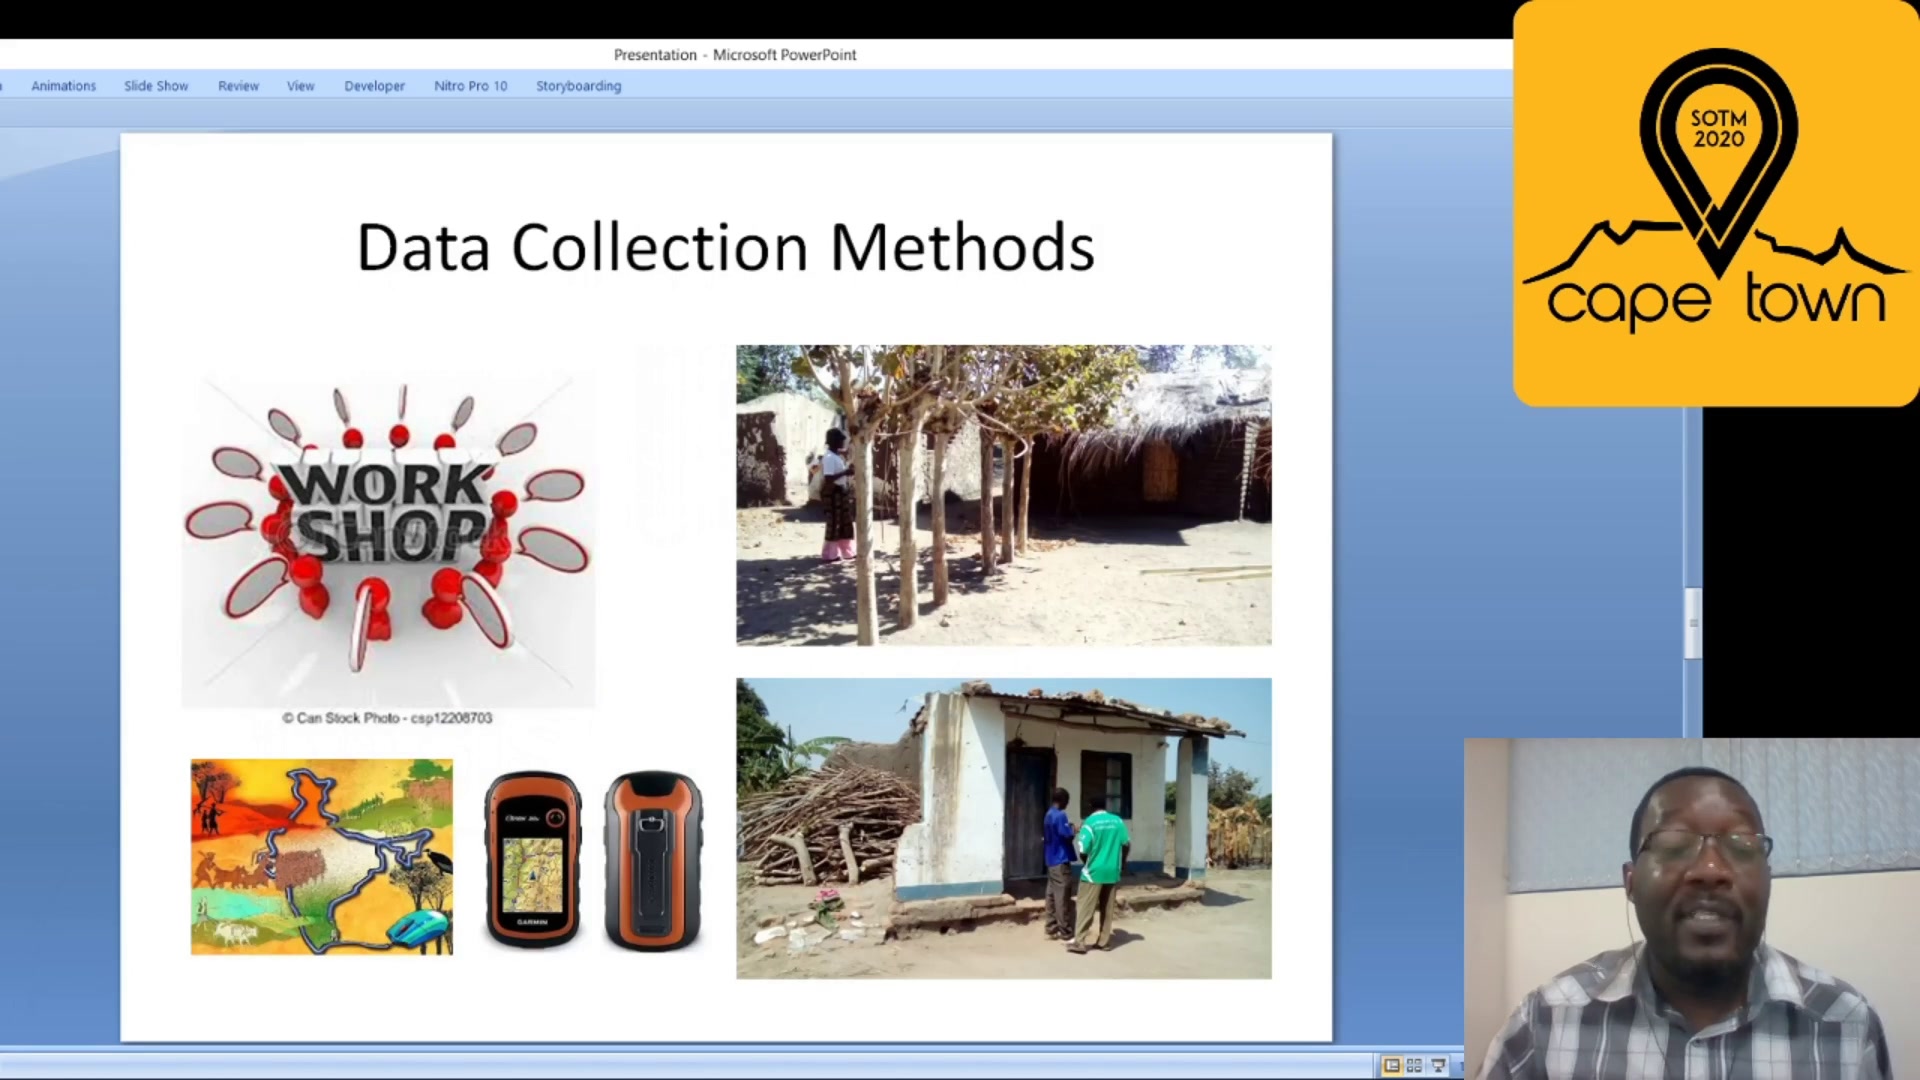 Presentation - Microsoft PowerPoint
Animations Slide Show Review View Developer Nitro Pro 10 Storyboarding
SOTM
2020
cape town
Data Collection Methods
WORK
SHOP
© Can Stock Photo - csp12208703
GARMIN